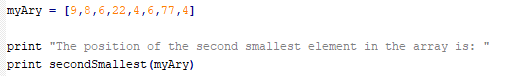 myAry = [9,8,6,22,4,6,77,4]
print "The position of the second smallest element in the array is: "
print secondSmallest(myAry)